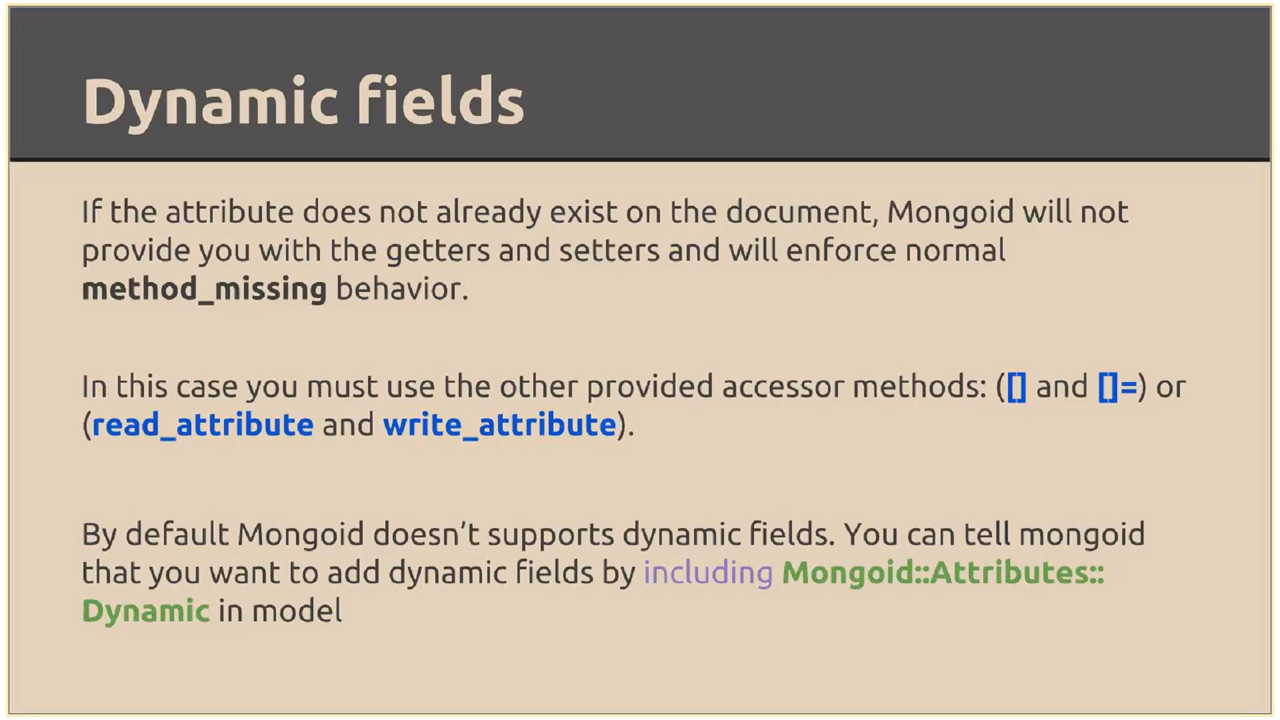 Dynamic fields
If the attribute does not already exist on the document, Mongoid will not
provide you with the getters and setters and will enforce normal
method_missing behavior.
In this case you must use the other provided accessor methods: ([] and []=) or
(read_attribute and write_attribute).
By default Mongoid doesn’t supports dynamic fields. You can tell mongoid
that you want to add dynamic fields by including Mongoid::Attributes::
Dynamic in model